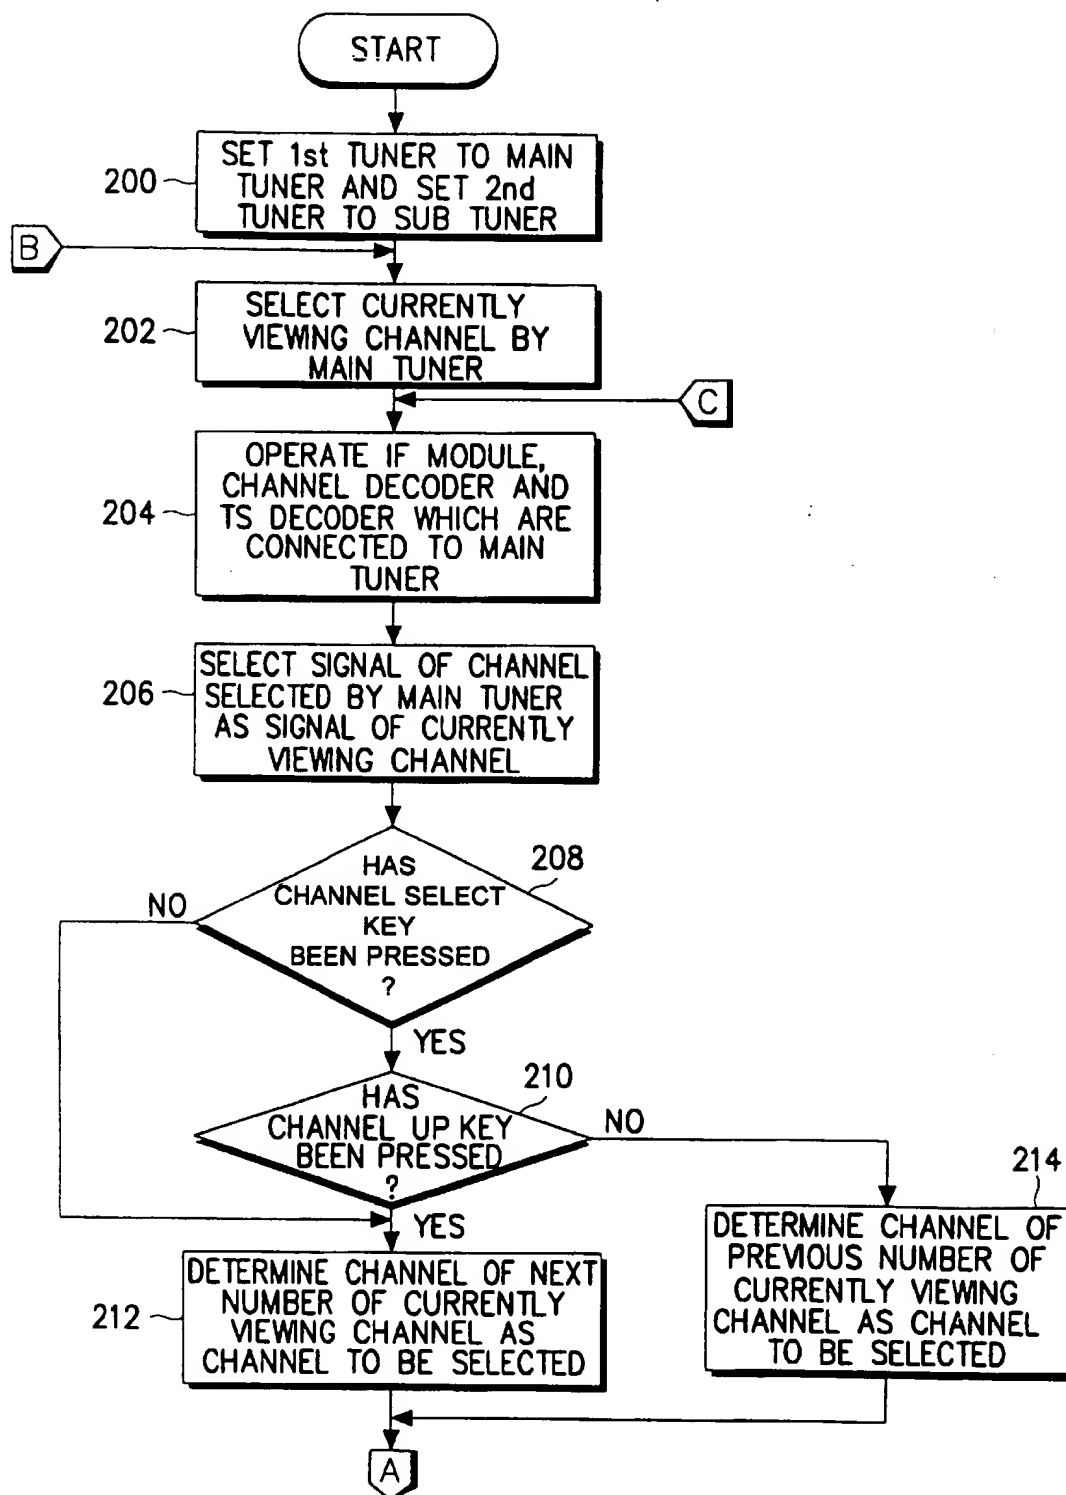 START
200
SET 1st TUNER TO MAIN
TUNER AND SET 2nd
TUNER TO SUB TUNER
B
202
SELECT CURRENTLY
VIEWING CHANNEL BY
MAIN TUNER
C
204
OPERATE IF MODULE,
CHANNEL DECODER AND
TS DECODER WHICH ARE
CONNECTED TO MAIN
TUNER
206
SELECT SIGNAL OF CHANNEL
SELECTED BY MAIN TUNER
AS SIGNAL OF CURRENTLY
VIEWING CHANNEL
208
HAS
CHANNEL SELECT
KEY
BEEN PRESSED
?
NO
YES
210
HAS
CHANNEL UP KEY
BEEN PRESSED
?
NO
YES
212
DETERMINE CHANNEL OF NEXT
NUMBER OF CURRENTLY
VIEWING CHANNEL AS
CHANNEL TO BE SELECTED
214
DETERMINE CHANNEL OF
PREVIOUS NUMBER OF
CURRENTLY VIEWING
CHANNEL AS CHANNEL
TO BE SELECTED
A